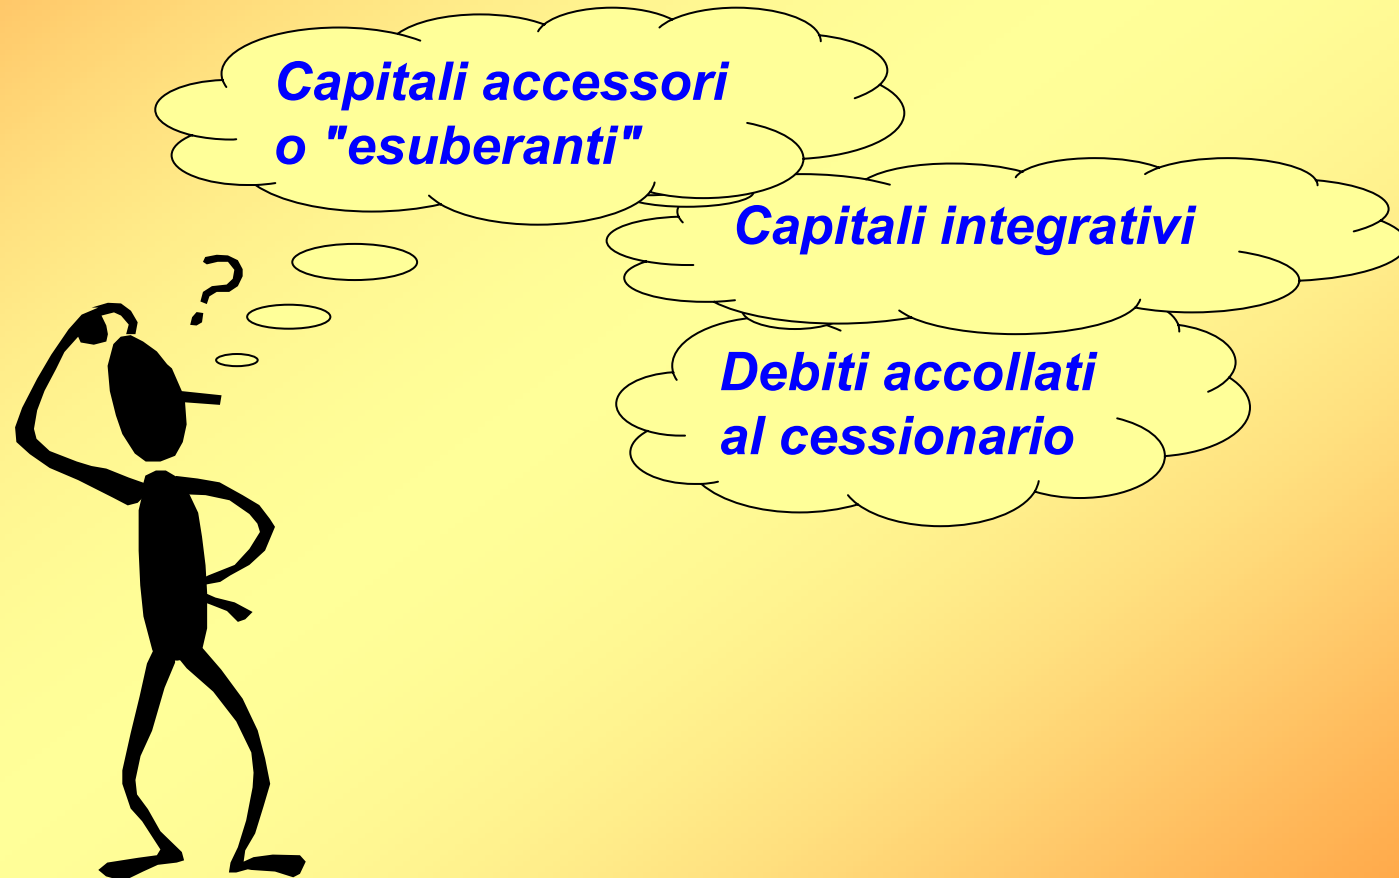 Capitali accessori
o "esuberanti"
Capitali integrativi
Debiti accollati
al cessionario
?